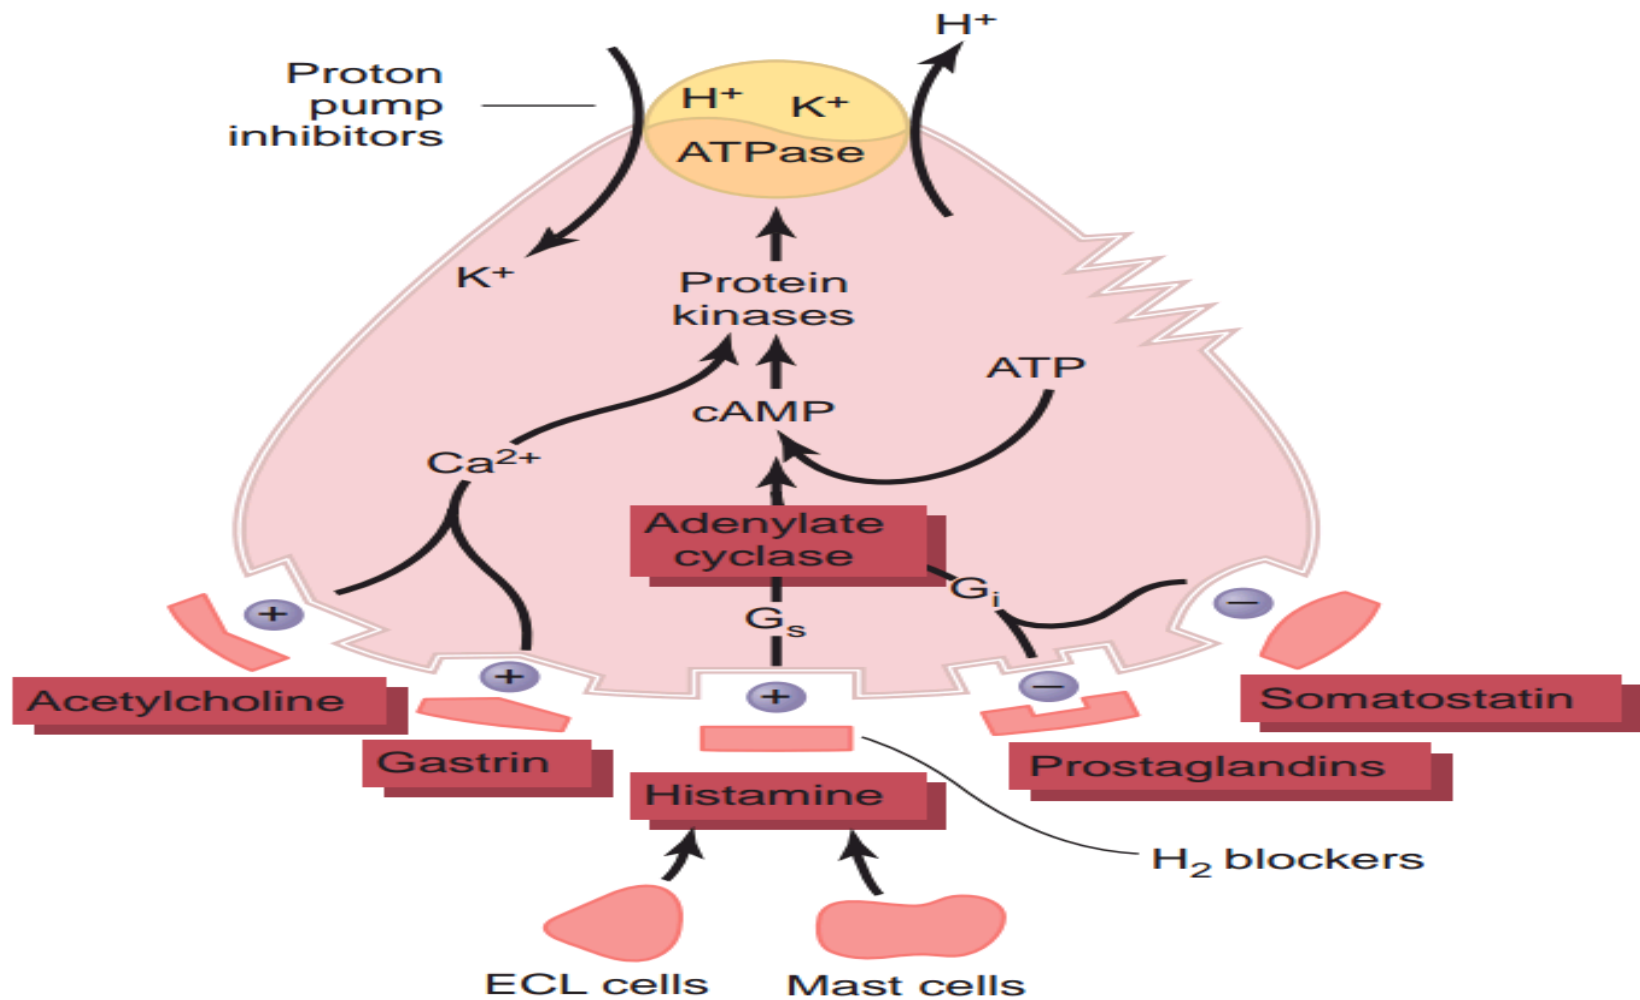 H⁺
Proton
pump
inhibitors
H⁺ K⁺
ATPase
K⁺
Protein
kinases
ATP
cAMP
Ca²⁺
Adenylate
cyclase
Gᵢ
Gₛ
+
−
+
−
+
Acetylcholine
Somatostatin
Gastrin
Prostaglandins
Histamine
H₂ blockers
ECL cells
Mast cells